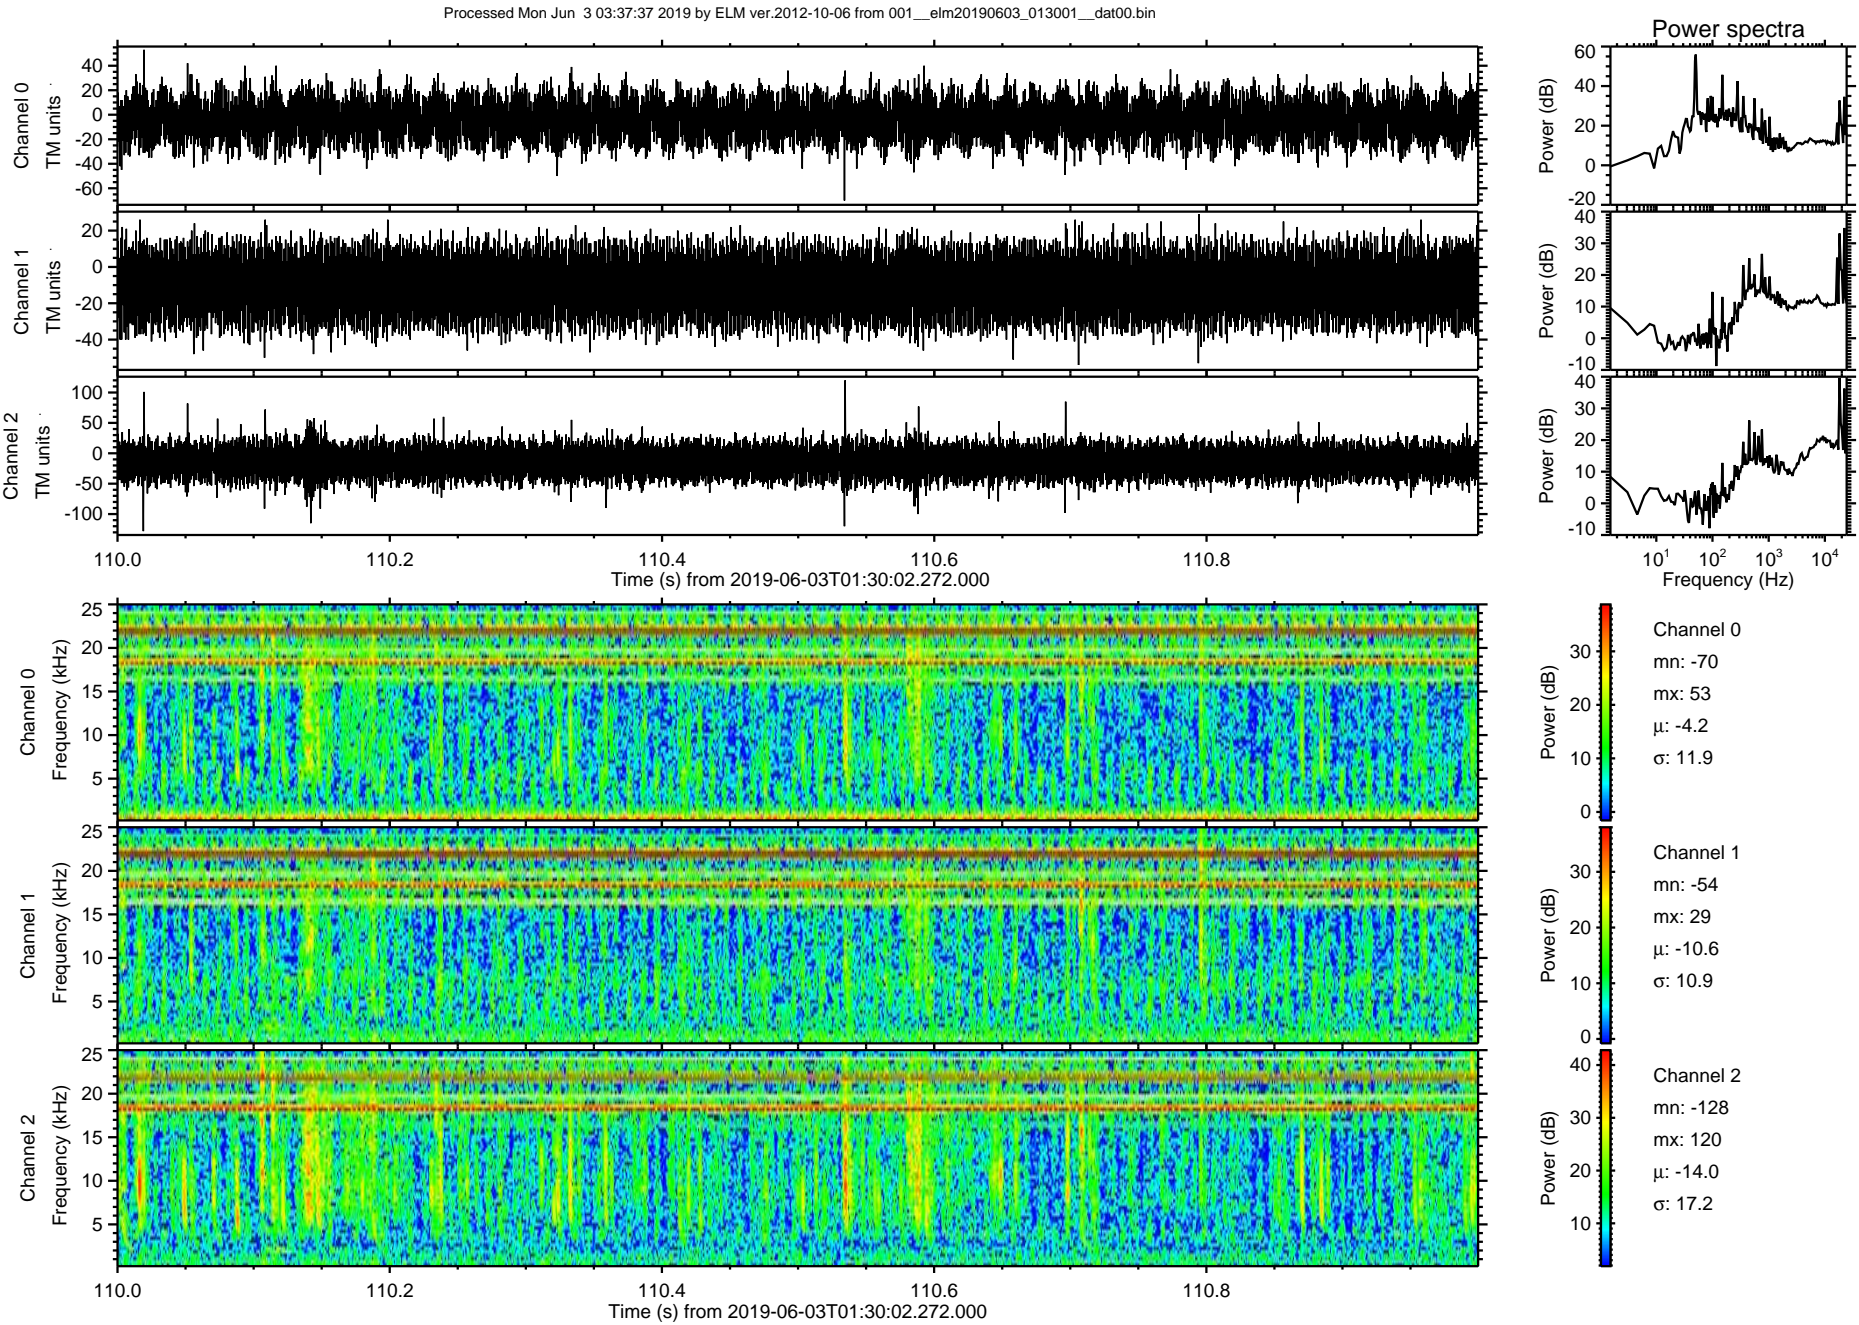 Processed Mon Jun 3 03:37:37 2019 by ELM ver.2012-10-06 from 001__elm20190603_013001__dat00.bin
Power spectra
Channel 0
TM units
40
20
0
-20
-40
-60
Power (dB)
60
40
20
0
-20
Channel 1
TM units
20
0
-20
-40
Power (dB)
40
30
20
10
0
-10
Channel 2
TM units
100
50
0
-50
-100
Power (dB)
40
30
20
10
0
-10
110.0 110.2 110.4 110.6 110.8
Time (s) from 2019-06-03T01:30:02.272.000
10¹ 10² 10³ 10⁴
Frequency (Hz)
Channel 0
Frequency (kHz)
25
20
15
10
5
Power (dB)
30
20
10
0
Channel 0
mn: -70
mx: 53
μ: -4.2
σ: 11.9
Channel 1
Frequency (kHz)
25
20
15
10
5
Power (dB)
30
20
10
0
Channel 1
mn: -54
mx: 29
μ: -10.6
σ: 10.9
Channel 2
Frequency (kHz)
25
20
15
10
5
Power (dB)
40
30
20
10
Channel 2
mn: -128
mx: 120
μ: -14.0
σ: 17.2
110.0 110.2 110.4 110.6 110.8
Time (s) from 2019-06-03T01:30:02.272.000